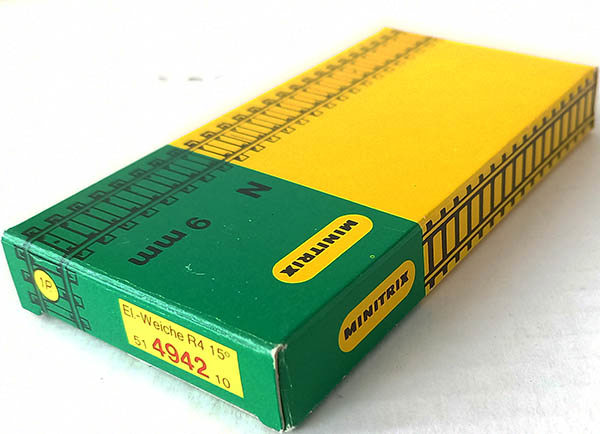 N
9 mm
MINITRIX
MINITRIX
1P
El.-Weiche R4 15°
51 4942 10